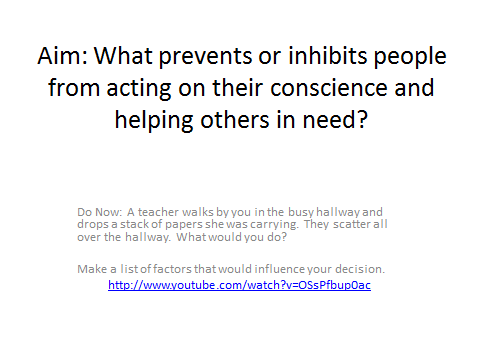 Aim: What prevents or inhibits people
from acting on their conscience and
helping others in need?
Do Now: A teacher walks by you in the busy hallway and
drops a stack of papers she was carrying. They scatter all
over the hallway. What would you do?
Make a list of factors that would influence your decision.
http://www.youtube.com/watch?v=OSsPfbup0ac